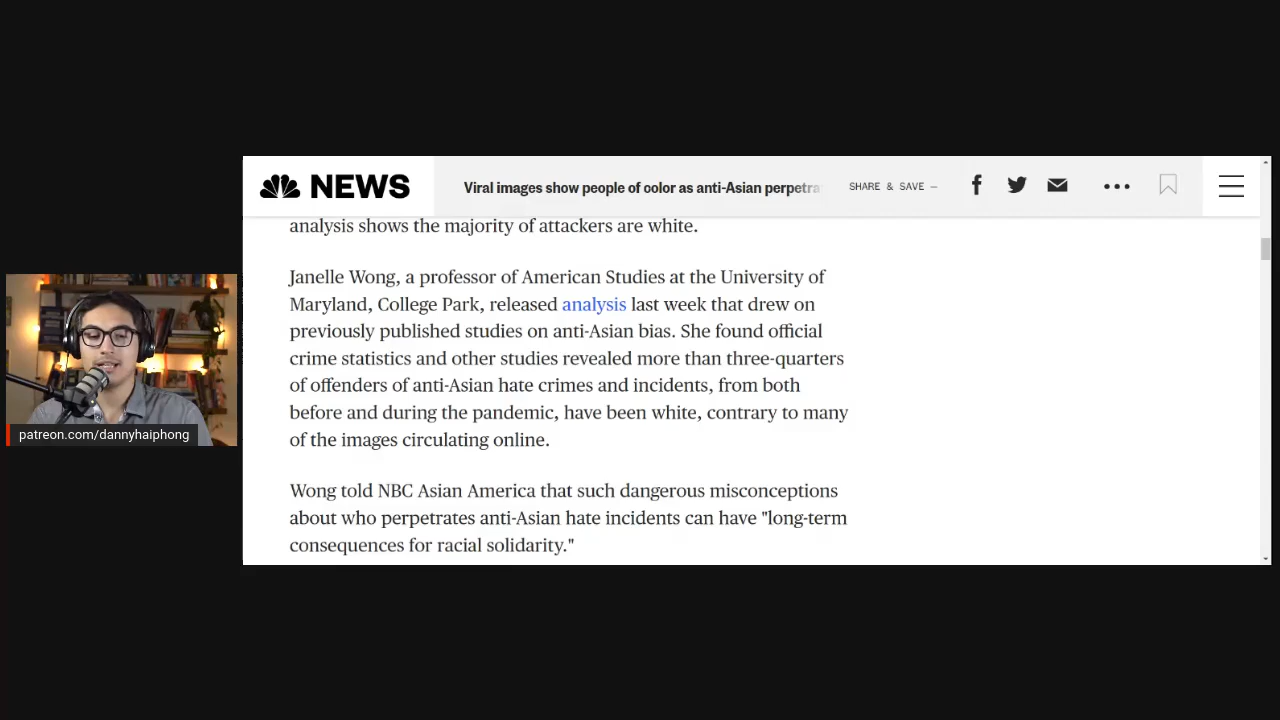 NEWS
Viral images show people of color as anti-Asian perpetra
SHARE & SAVE —
analysis shows the majority of attackers are white.
Janelle Wong, a professor of American Studies at the University of
Maryland, College Park, released analysis last week that drew on
previously published studies on anti-Asian bias. She found official
crime statistics and other studies revealed more than three-quarters
of offenders of anti-Asian hate crimes and incidents, from both
before and during the pandemic, have been white, contrary to many
of the images circulating online.
Wong told NBC Asian America that such dangerous misconceptions
about who perpetrates anti-Asian hate incidents can have "long-term
consequences for racial solidarity."
patreon.com/dannyhaiphong